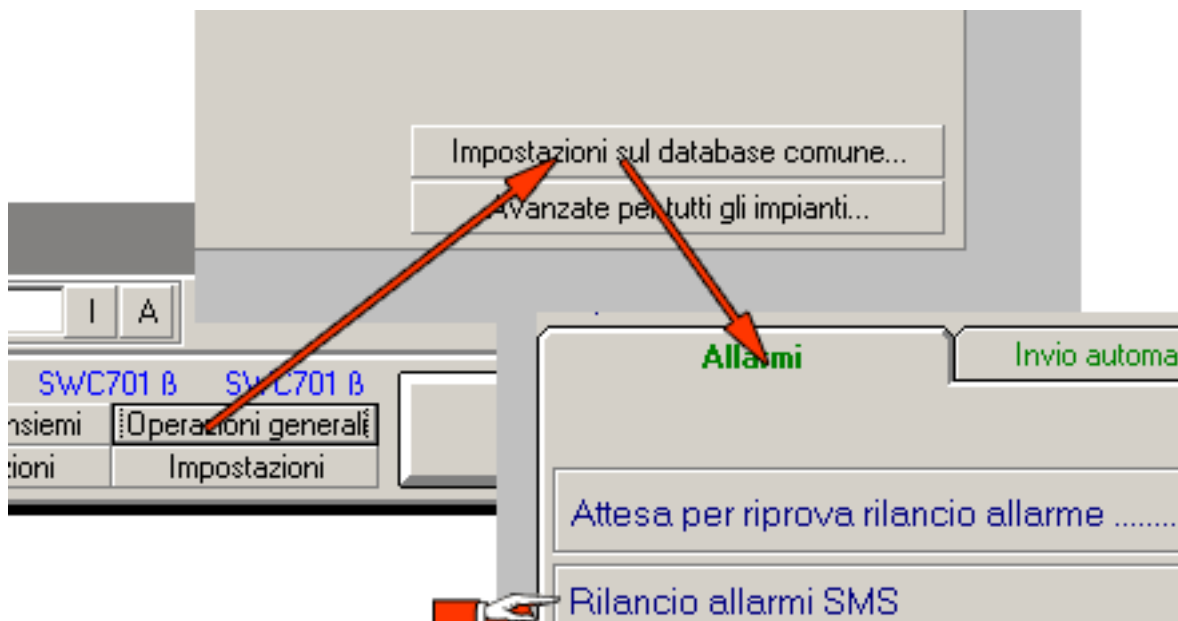 Impostazioni sul database comune...
Avanzate per tutti gli impianti...
I A
Allarmi Invio automa
SWC701 ß SWC701 ß
nsiemi Operazioni generali
zioni Impostazioni
Attesa per riprova rilancio allarme ........
Rilancio allarmi SMS